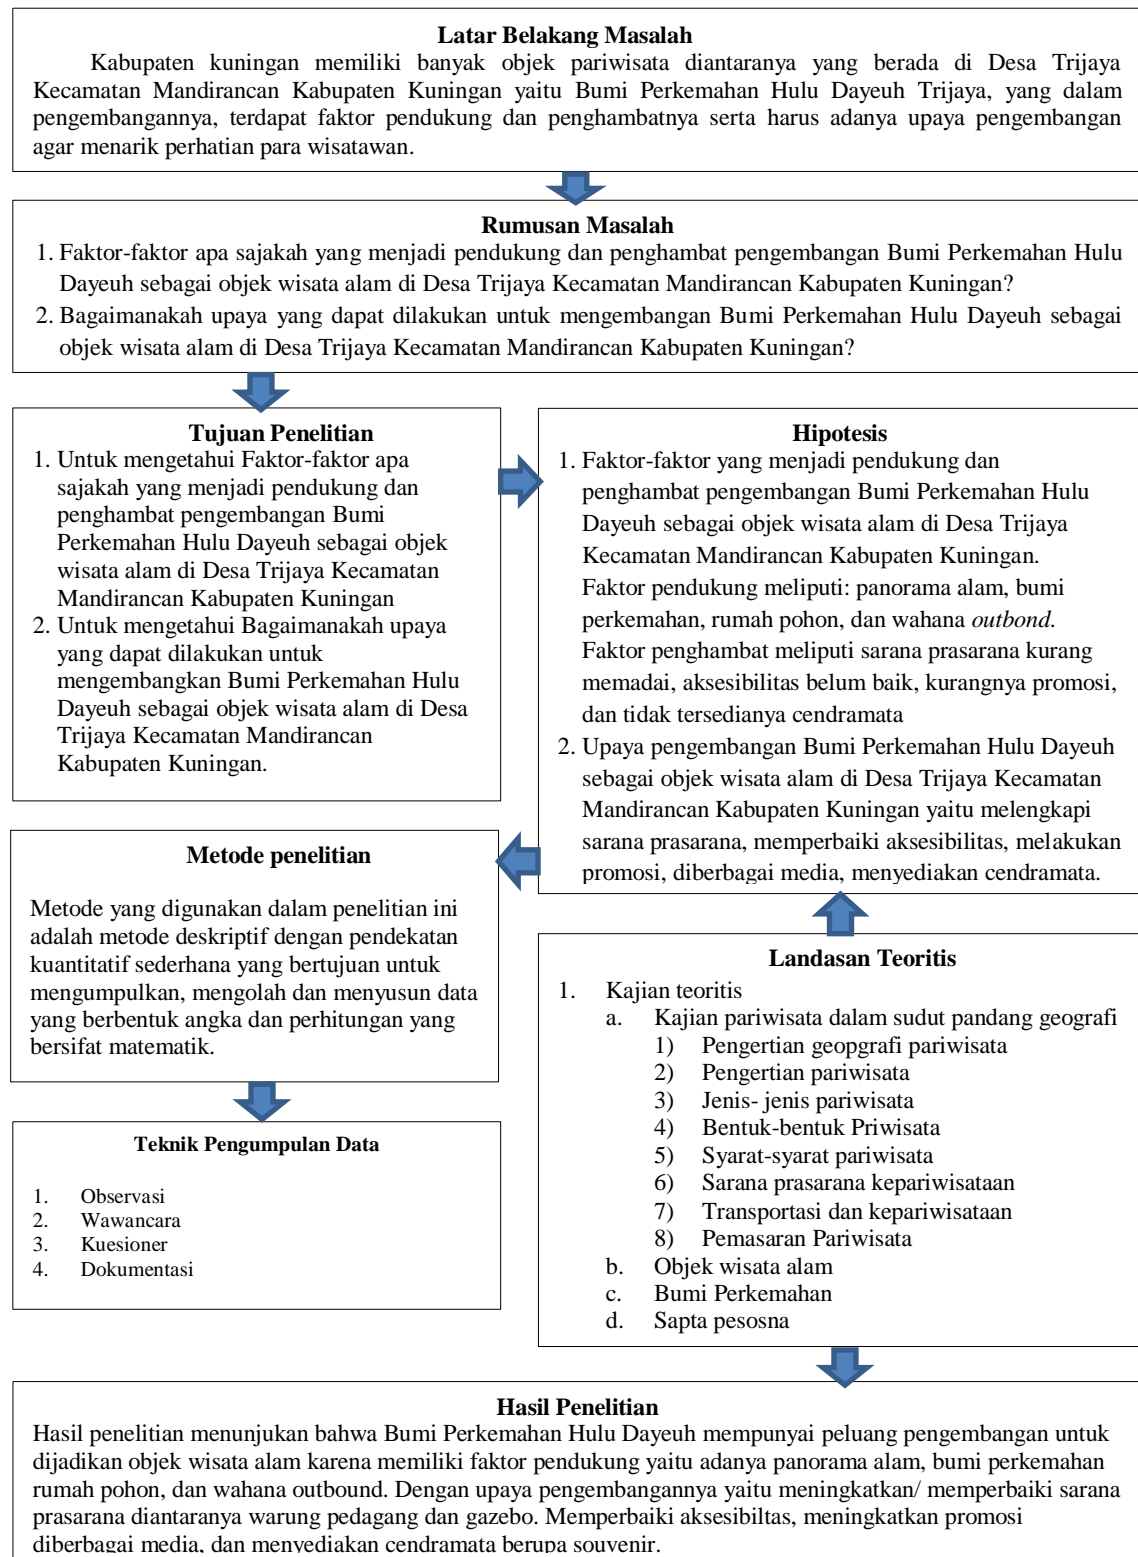 Latar Belakang Masalah
Kabupaten kuningan memiliki banyak objek pariwisata diantaranya yang berada di Desa Trijaya
Kecamatan Mandirancan Kabupaten Kuningan yaitu Bumi Perkemahan Hulu Dayeuh Trijaya, yang dalam
pengembangannya, terdapat faktor pendukung dan penghambatnya serta harus adanya upaya pengembangan
agar menarik perhatian para wisatawan.
Rumusan Masalah
1. Faktor-faktor apa sajakah yang menjadi pendukung dan penghambat pengembangan Bumi Perkemahan Hulu
Dayeuh sebagai objek wisata alam di Desa Trijaya Kecamatan Mandirancan Kabupaten Kuningan?
2. Bagaimanakah upaya yang dapat dilakukan untuk mengembangan Bumi Perkemahan Hulu Dayeuh sebagai
objek wisata alam di Desa Trijaya Kecamatan Mandirancan Kabupaten Kuningan?
Tujuan Penelitian
1. Untuk mengetahui Faktor-faktor apa
sajakah yang menjadi pendukung dan
penghambat pengembangan Bumi
Perkemahan Hulu Dayeuh sebagai objek
wisata alam di Desa Trijaya Kecamatan
Mandirancan Kabupaten Kuningan
2. Untuk mengetahui Bagaimanakah upaya
yang dapat dilakukan untuk
mengembangkan Bumi Perkemahan Hulu
Dayeuh sebagai objek wisata alam di Desa
Trijaya Kecamatan Mandirancan
Kabupaten Kuningan.
Hipotesis
1. Faktor-faktor yang menjadi pendukung dan
penghambat pengembangan Bumi Perkemahan Hulu
Dayeuh sebagai objek wisata alam di Desa Trijaya
Kecamatan Mandirancan Kabupaten Kuningan.
Faktor pendukung meliputi: panorama alam, bumi
perkemahan, rumah pohon, dan wahana outbond.
Faktor penghambat meliputi sarana prasarana kurang
memadai, aksesibilitas belum baik, kurangnya promosi,
dan tidak tersedianya cendramata
2. Upaya pengembangan Bumi Perkemahan Hulu Dayeuh
sebagai objek wisata alam di Desa Trijaya Kecamatan
Mandirancan Kabupaten Kuningan yaitu melengkapi
sarana prasarana, memperbaiki aksesibilitas, melakukan
promosi, diberbagai media, menyediakan cendramata.
Metode penelitian
Metode yang digunakan dalam penelitian ini
adalah metode deskriptif dengan pendekatan
kuantitatif sederhana yang bertujuan untuk
mengumpulkan, mengolah dan menyusun data
yang berbentuk angka dan perhitungan yang
bersifat matematik.
Landasan Teoritis
1. Kajian teoritis
a. Kajian pariwisata dalam sudut pandang geografi
1) Pengertian geopgrafi pariwisata
2) Pengertian pariwisata
3) Jenis- jenis pariwisata
4) Bentuk-bentuk Priwisata
5) Syarat-syarat pariwisata
6) Sarana prasarana kepariwisataan
7) Transportasi dan kepariwisataan
8) Pemasaran Pariwisata
b. Objek wisata alam
c. Bumi Perkemahan
d. Sapta pesosna
Teknik Pengumpulan Data
1. Observasi
2. Wawancara
3. Kuesioner
4. Dokumentasi
Hasil Penelitian
Hasil penelitian menunjukan bahwa Bumi Perkemahan Hulu Dayeuh mempunyai peluang pengembangan untuk
dijadikan objek wisata alam karena memiliki faktor pendukung yaitu adanya panorama alam, bumi perkemahan
rumah pohon, dan wahana outbound. Dengan upaya pengembangannya yaitu meningkatkan/ memperbaiki sarana
prasarana diantaranya warung pedagang dan gazebo. Memperbaiki aksesibiltas, meningkatkan promosi
diberbagai media, dan menyediakan cendramata berupa souvenir.